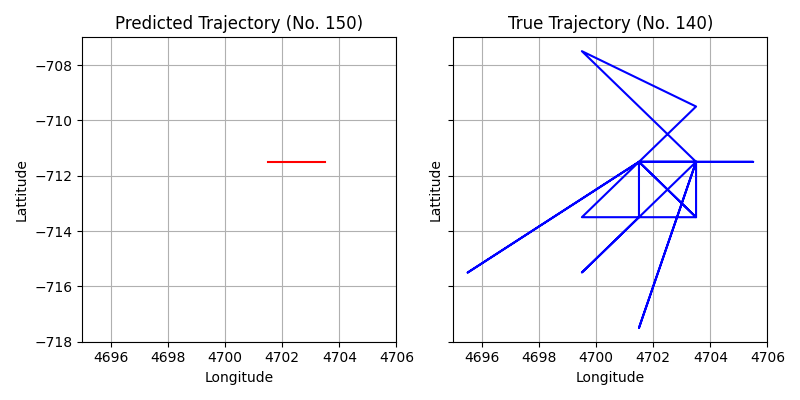 Predicted Trajectory (No. 150)
−708
−710
−712
−714
−716
−718
Lattitude
4696 4698 4700 4702 4704 4706
Longitude
True Trajectory (No. 140)
Lattitude
4696 4698 4700 4702 4704 4706
Longitude